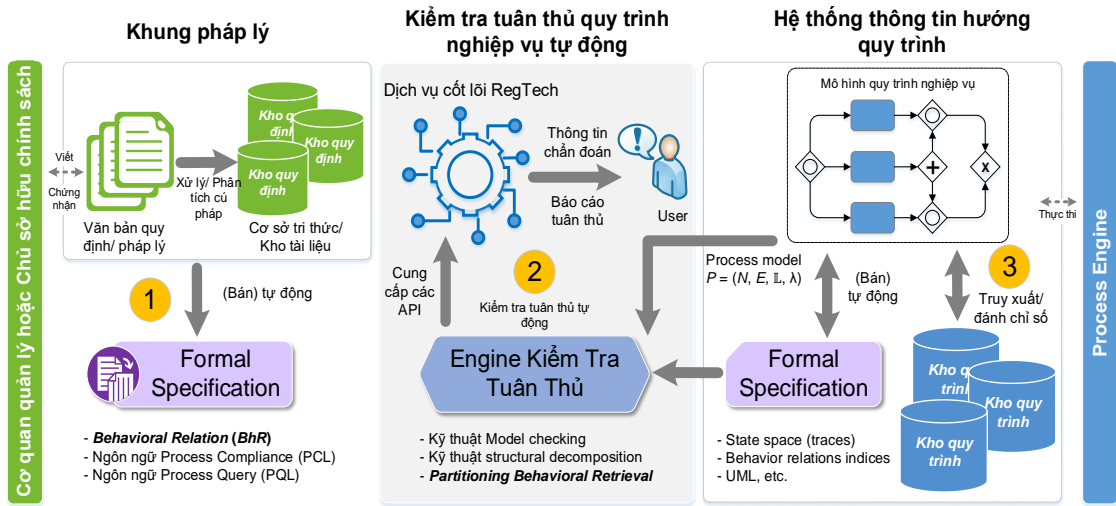 Khung pháp lý
Kiểm tra tuân thủ quy trình
nghiệp vụ tự động
Hệ thống thông tin hướng
quy trình
Cơ quan quản lý hoặc Chủ sở hữu chính sách
Viết
Chứng
nhận
Văn bản quy
định/ pháp lý
Xử lý/ Phân
tích cú
pháp
Kho quy
định
Kho quy
định
Kho quy
định
Cơ sở tri thức/
Kho tài liệu
1
(Bán) tự động
Formal
Specification
- Behavioral Relation (BhR)
- Ngôn ngữ Process Compliance (PCL)
- Ngôn ngữ Process Query (PQL)
Dịch vụ cốt lõi RegTech
Thông tin
chẩn đoán
Báo cáo
tuân thủ
User
Cung
cấp các
API
2
Kiểm tra tuân thủ tự
động
Engine Kiểm Tra
Tuân Thủ
- Kỹ thuật Model checking
- Kỹ thuật structural decomposition
- Partitioning Behavioral Retrieval
Mô hình quy trình nghiệp vụ
+
X
Process model
P = (N, E, 𝕃, λ)
(Bán)
tự động
3
Truy xuất/
đánh chỉ số
Formal
Specification
- State space (traces)
- Behavior relations indices
- UML, etc.
Kho quy
trình
Kho quy
trình
Kho quy
trình
Thực thi
Process Engine